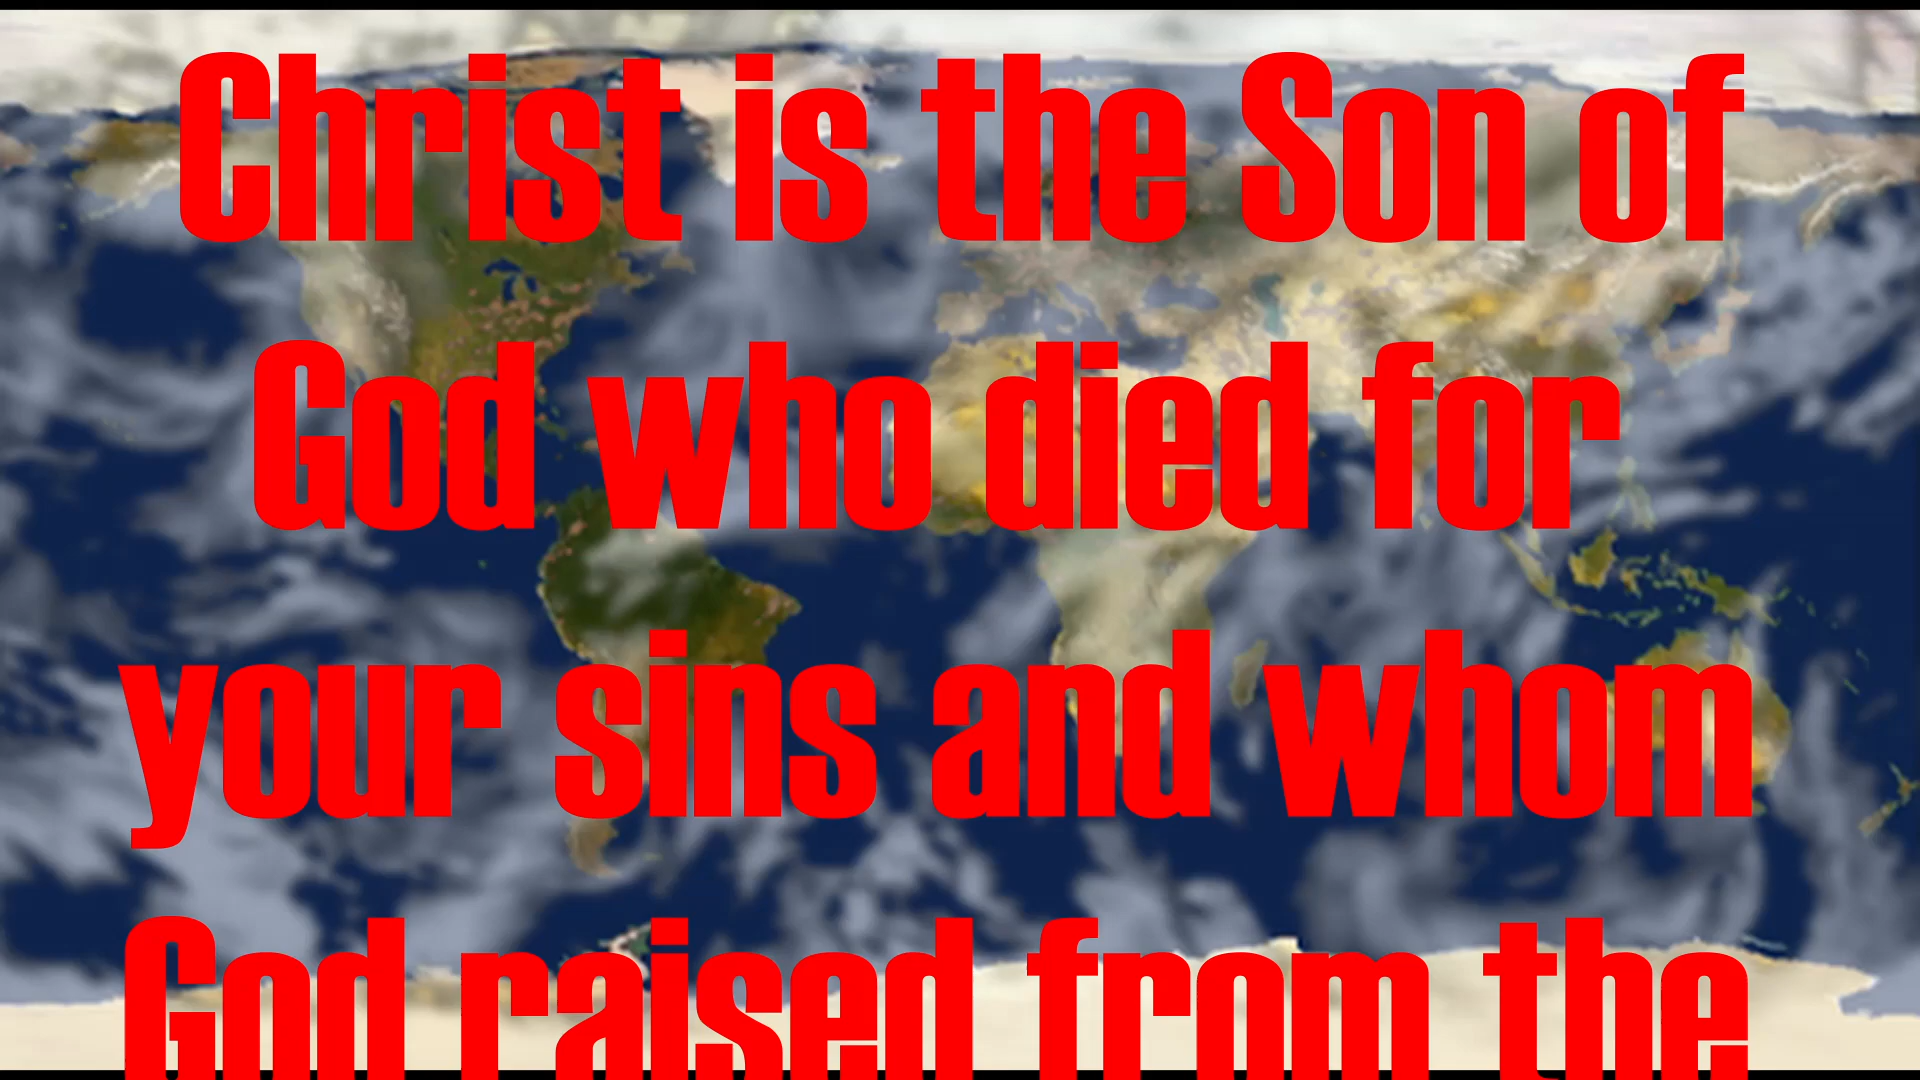 Christ is the Son of
God who died for
your sins and whom
God raised from the